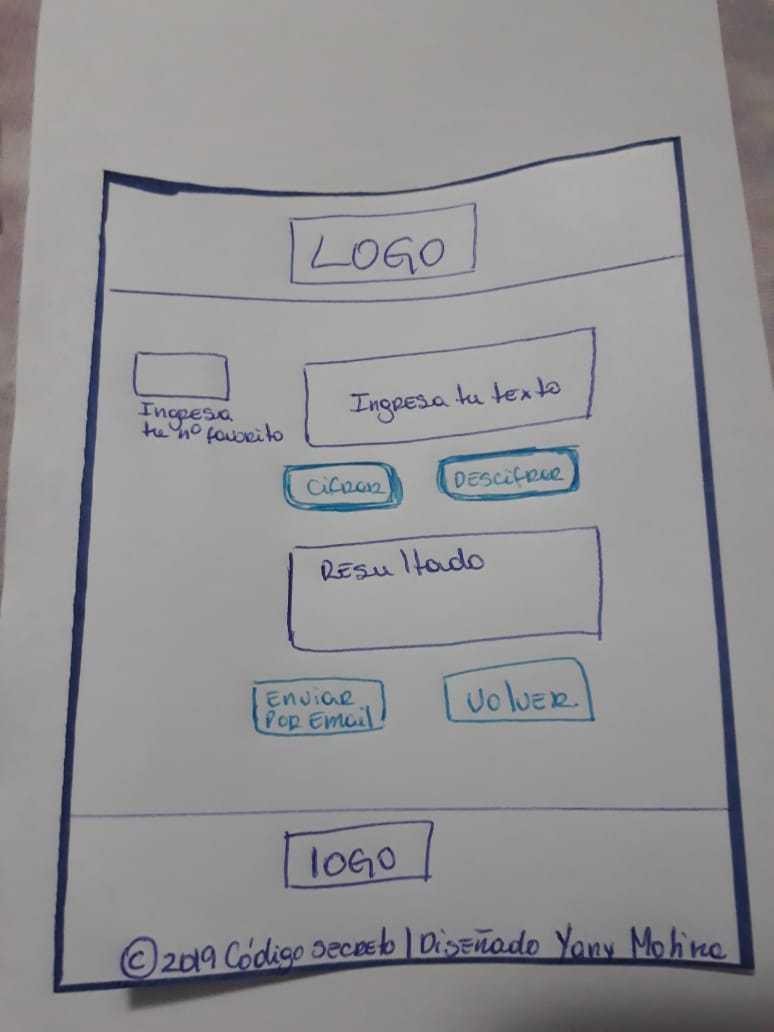 LOGO
Ingresa tu texto
Ingresa
tu nº favorito
CIFRAR
DESCIFRAR
RESultado
ENVIAR
POR Email
VOLVER
lOGO
© 2019 Código secreto | Diseñado Yany Molina